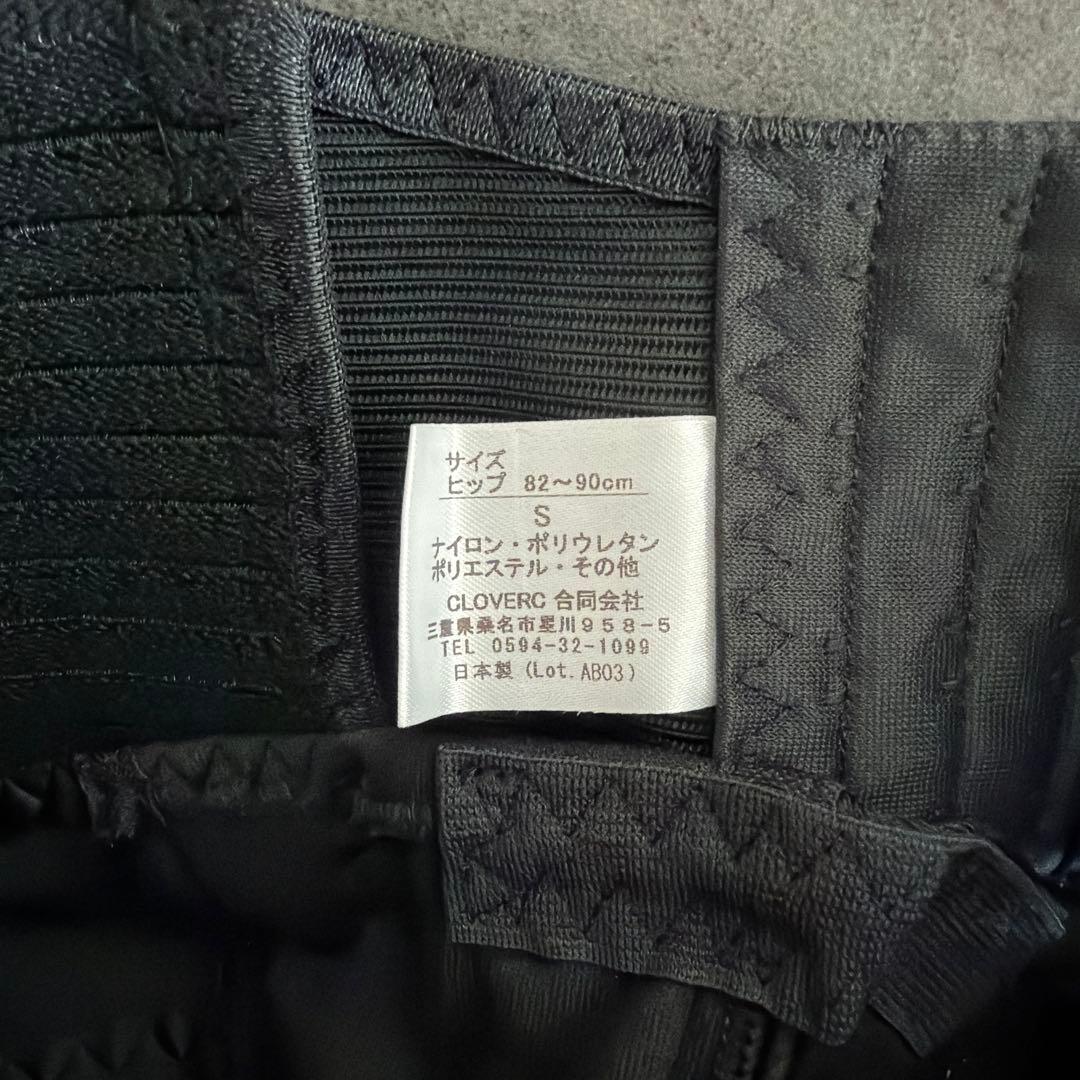 サイズ
ヒップ 82～90cm
S
ナイロン・ポリウレタン
ポリエステル・その他
CLOVERC 合同会社
三重県桑名市星川９５８-５
TEL 0594-32-1099
日本製 (Lot. AB03)